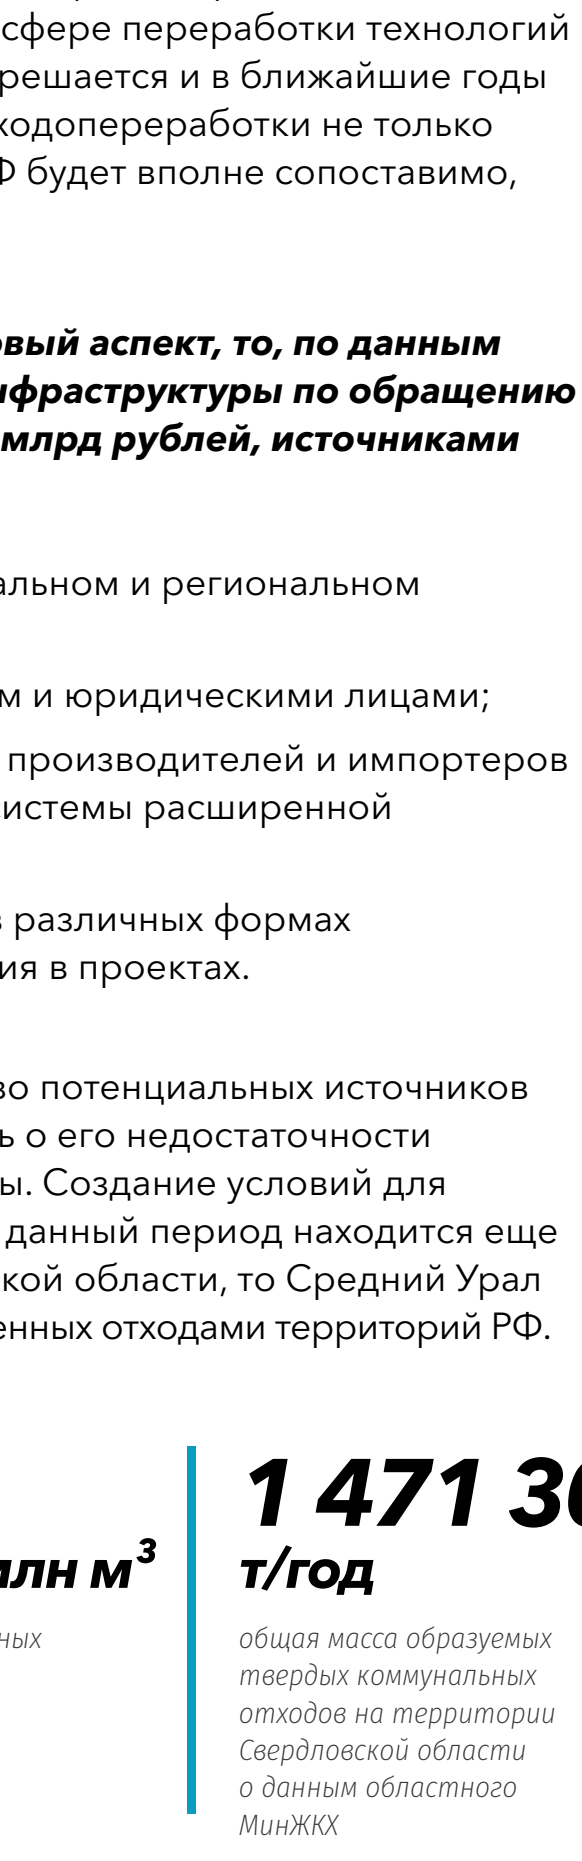 сфере переработки технологий
решается и в ближайшие годы
ходопереработки не только
Ф будет вполне сопоставимо,
овый аспект, то, по данным
нфраструктуры по обращению
млрд рублей, источниками
альном и региональном
м и юридическими лицами;
производителей и импортеров
системы расширенной
в различных формах
ия в проектах.
во потенциальных источников
ь о его недостаточности
ы. Создание условий для
данный период находится еще
кой области, то Средний Урал
енных отходами территорий РФ.
млн м³
ных
1 471 30
т/год
общая масса образуемых
твердых коммунальных
отходов на территории
Свердловской области
о данным областного
МинЖКХ